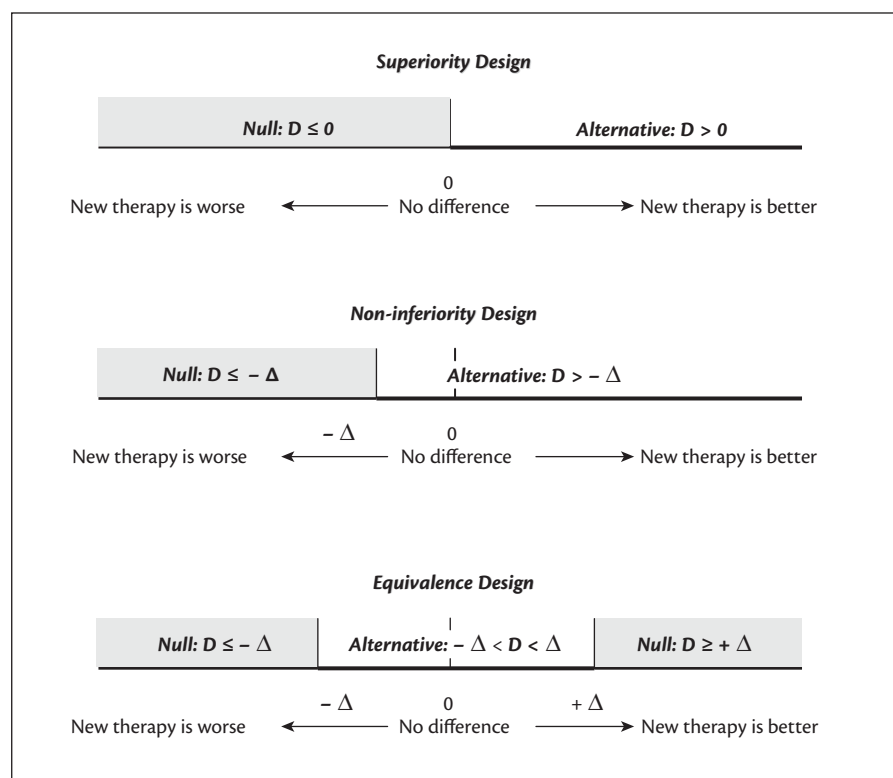 Superiority Design
Null: D ≤ 0 Alternative: D > 0
0
New therapy is worse No difference New therapy is better
Non-inferiority Design
Null: D ≤ – Δ Alternative: D > – Δ
– Δ 0
New therapy is worse No difference New therapy is better
Equivalence Design
Null: D ≤ – Δ Alternative: – Δ < D < Δ Null: D ≥ + Δ
– Δ 0 + Δ
New therapy is worse No difference New therapy is better